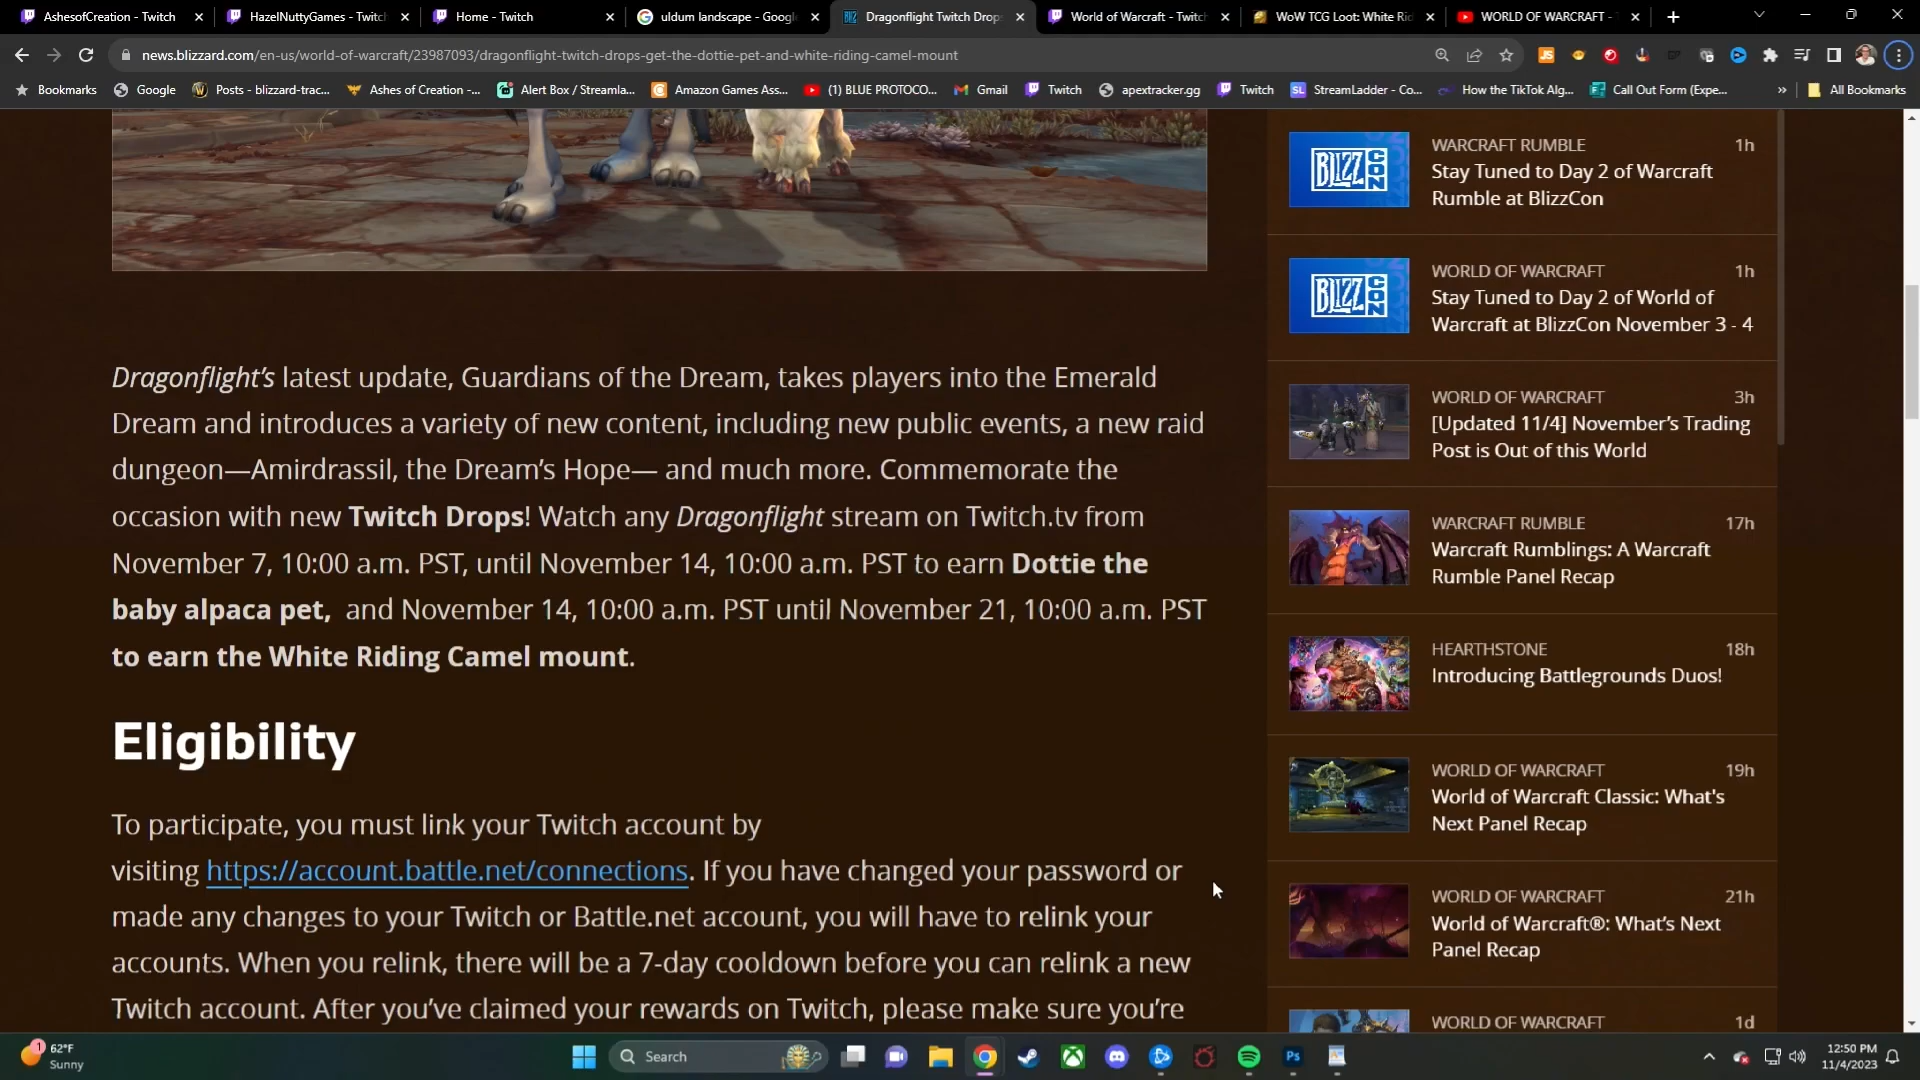 AshesofCreation - Twitch
HazelNuttyGames - Twitch
Home - Twitch
uldum landscape - Google
Dragonflight Twitch Drops
World of Warcraft - Twitch
WoW TCG Loot: White Rid
WORLD OF WARCRAFT -
news.blizzard.com/en-us/world-of-warcraft/23987093/dragonflight-twitch-drops-get-the-dottie-pet-and-white-riding-camel-mount
Bookmarks
Google
Posts - blizzard-trac...
Ashes of Creation -...
Alert Box / Streamla...
Amazon Games Ass...
(1) BLUE PROTOCO...
Gmail
Twitch
apextracker.gg
Twitch
StreamLadder - Co...
How the TikTok Alg...
Call Out Form (Expe...
»
All Bookmarks
Dragonflight's latest update, Guardians of the Dream, takes players into the Emerald
Dream and introduces a variety of new content, including new public events, a new raid
dungeon—Amirdrassil, the Dream's Hope— and much more. Commemorate the
occasion with new Twitch Drops! Watch any Dragonflight stream on Twitch.tv from
November 7, 10:00 a.m. PST, until November 14, 10:00 a.m. PST to earn Dottie the
baby alpaca pet, and November 14, 10:00 a.m. PST until November 21, 10:00 a.m. PST
to earn the White Riding Camel mount.
Eligibility
To participate, you must link your Twitch account by
visiting https://account.battle.net/connections. If you have changed your password or
made any changes to your Twitch or Battle.net account, you will have to relink your
accounts. When you relink, there will be a 7-day cooldown before you can relink a new
Twitch account. After you've claimed your rewards on Twitch, please make sure you're
BLIZZCON
WARCRAFT RUMBLE 1h
Stay Tuned to Day 2 of Warcraft
Rumble at BlizzCon
BLIZZCON
WORLD OF WARCRAFT 1h
Stay Tuned to Day 2 of World of
Warcraft at BlizzCon November 3 - 4
WORLD OF WARCRAFT 3h
[Updated 11/4] November's Trading
Post is Out of this World
WARCRAFT RUMBLE 17h
Warcraft Rumblings: A Warcraft
Rumble Panel Recap
HEARTHSTONE 18h
Introducing Battlegrounds Duos!
WORLD OF WARCRAFT 19h
World of Warcraft Classic: What's
Next Panel Recap
WORLD OF WARCRAFT 21h
World of Warcraft®: What's Next
Panel Recap
WORLD OF WARCRAFT 1d
1
62°F
Sunny
Search
Ps
12:50 PM
11/4/2023